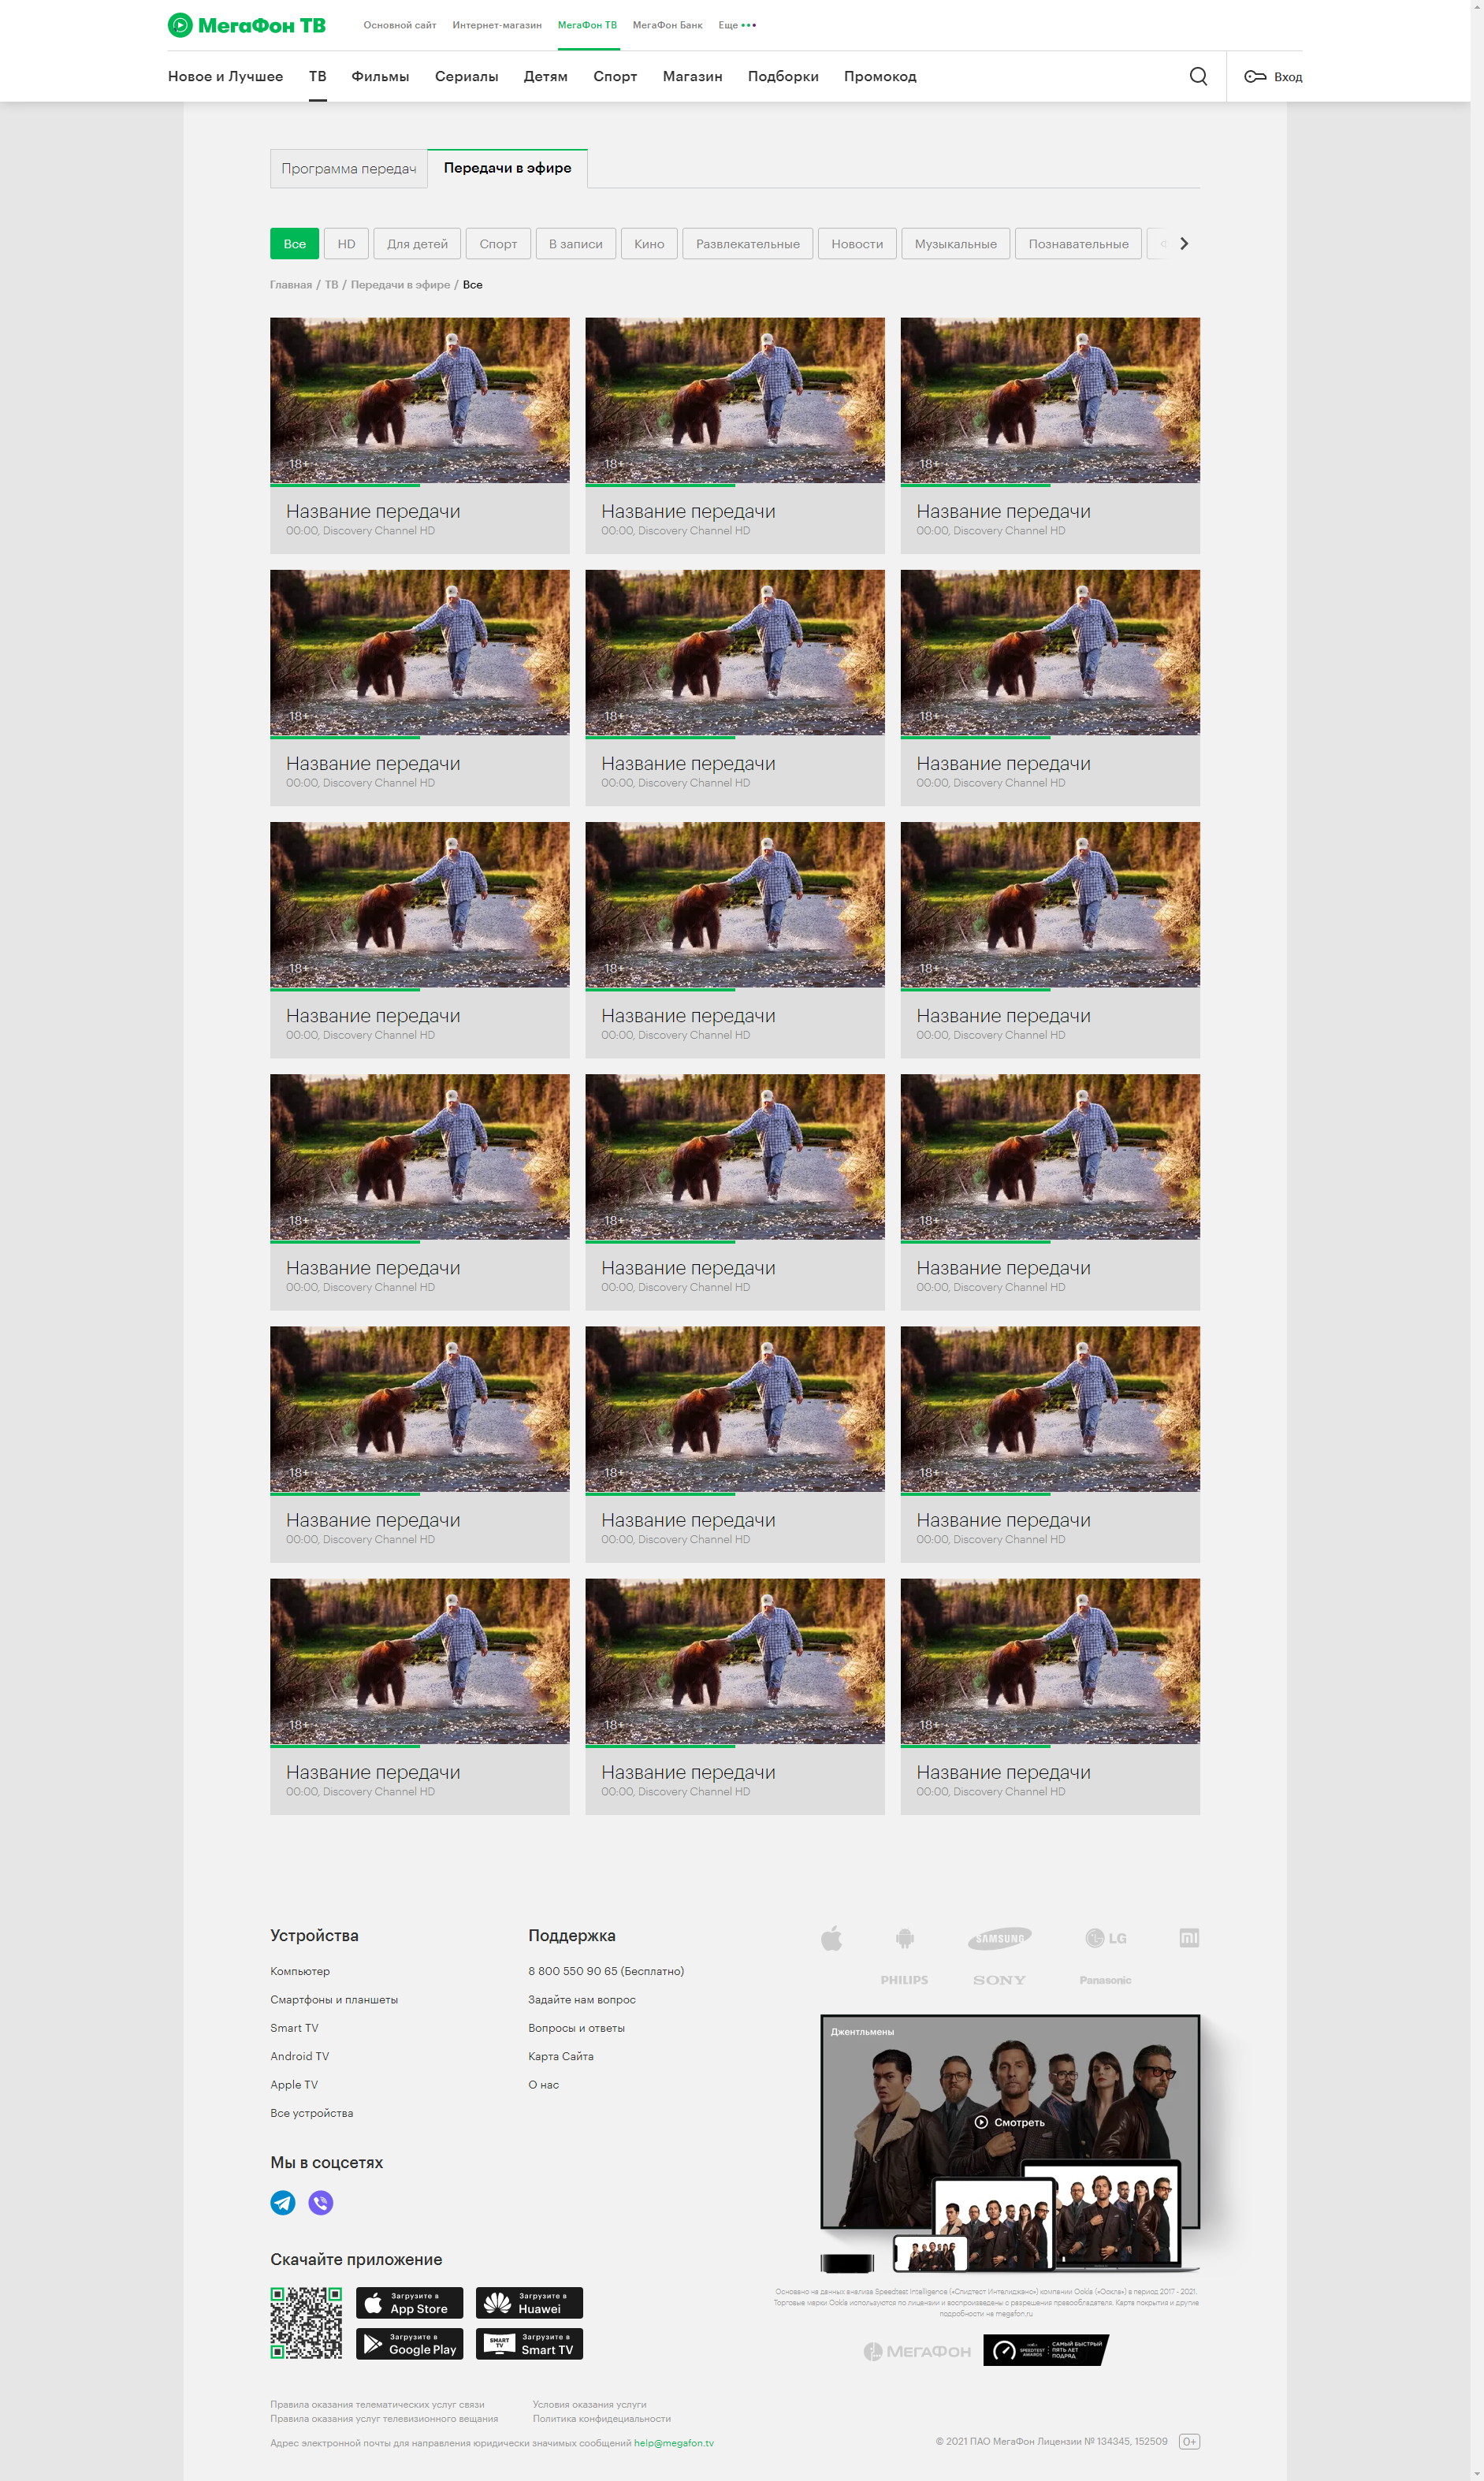 МегаФон ТВ
Основной сайт Интернет-магазин МегаФон ТВ МегаФон Банк Еще
Новое и Лучшее ТВ Фильмы Сериалы Детям Спорт Магазин Подборки Промокод Вход
Программа передач Передачи в эфире
Все HD Для детей Спорт В записи Кино Развлекательные Новости Музыкальные Познавательные
Главная / ТВ / Передачи в эфире / Все
18+ 18+ 18+
Название передачи Название передачи Название передачи
00:00, Discovery Channel HD 00:00, Discovery Channel HD 00:00, Discovery Channel HD
18+ 18+ 18+
Название передачи Название передачи Название передачи
00:00, Discovery Channel HD 00:00, Discovery Channel HD 00:00, Discovery Channel HD
18+ 18+ 18+
Название передачи Название передачи Название передачи
00:00, Discovery Channel HD 00:00, Discovery Channel HD 00:00, Discovery Channel HD
18+ 18+ 18+
Название передачи Название передачи Название передачи
00:00, Discovery Channel HD 00:00, Discovery Channel HD 00:00, Discovery Channel HD
18+ 18+ 18+
Название передачи Название передачи Название передачи
00:00, Discovery Channel HD 00:00, Discovery Channel HD 00:00, Discovery Channel HD
18+ 18+ 18+
Название передачи Название передачи Название передачи
00:00, Discovery Channel HD 00:00, Discovery Channel HD 00:00, Discovery Channel HD
Устройства
Компьютер
Смартфоны и планшеты
Smart TV
Android TV
Apple TV
Все устройства
Поддержка
8 800 550 90 65 (Бесплатно)
Задайте нам вопрос
Вопросы и ответы
Карта Сайта
О нас
SAMSUNG LG mi
PHILIPS SONY Panasonic
Джентльмены
Смотреть
Мы в соцсетях
Скачайте приложение
Загрузите в
App Store
Загрузите в
Huawei
Загрузите в
Google Play
SMART TV
Загрузите в
Smart TV
Основано на данных анализа Speedtest Intelligence («Спидтест Интеллидженс») компании Ookla («Оокла») в период 2017 - 2021.
Торговые марки Ookla используются по лицензии и воспроизведены с разрешения правообладателя. Карта покрытия и другие
подробности на megafon.ru
МЕГАФОН
SPEEDTEST
AWARDS
САМЫЙ БЫСТРЫЙ
ПЯТЬ ЛЕТ
ПОДРЯД
Правила оказания телематических услуг связи Условия оказания услуги
Правила оказания услуг телевизионного вещания Политика конфидециальности
Адрес электронной почты для направления юридически значимых сообщений help@megafon.tv
© 2021 ПАО МегаФон Лицензии № 134345, 152509 0+